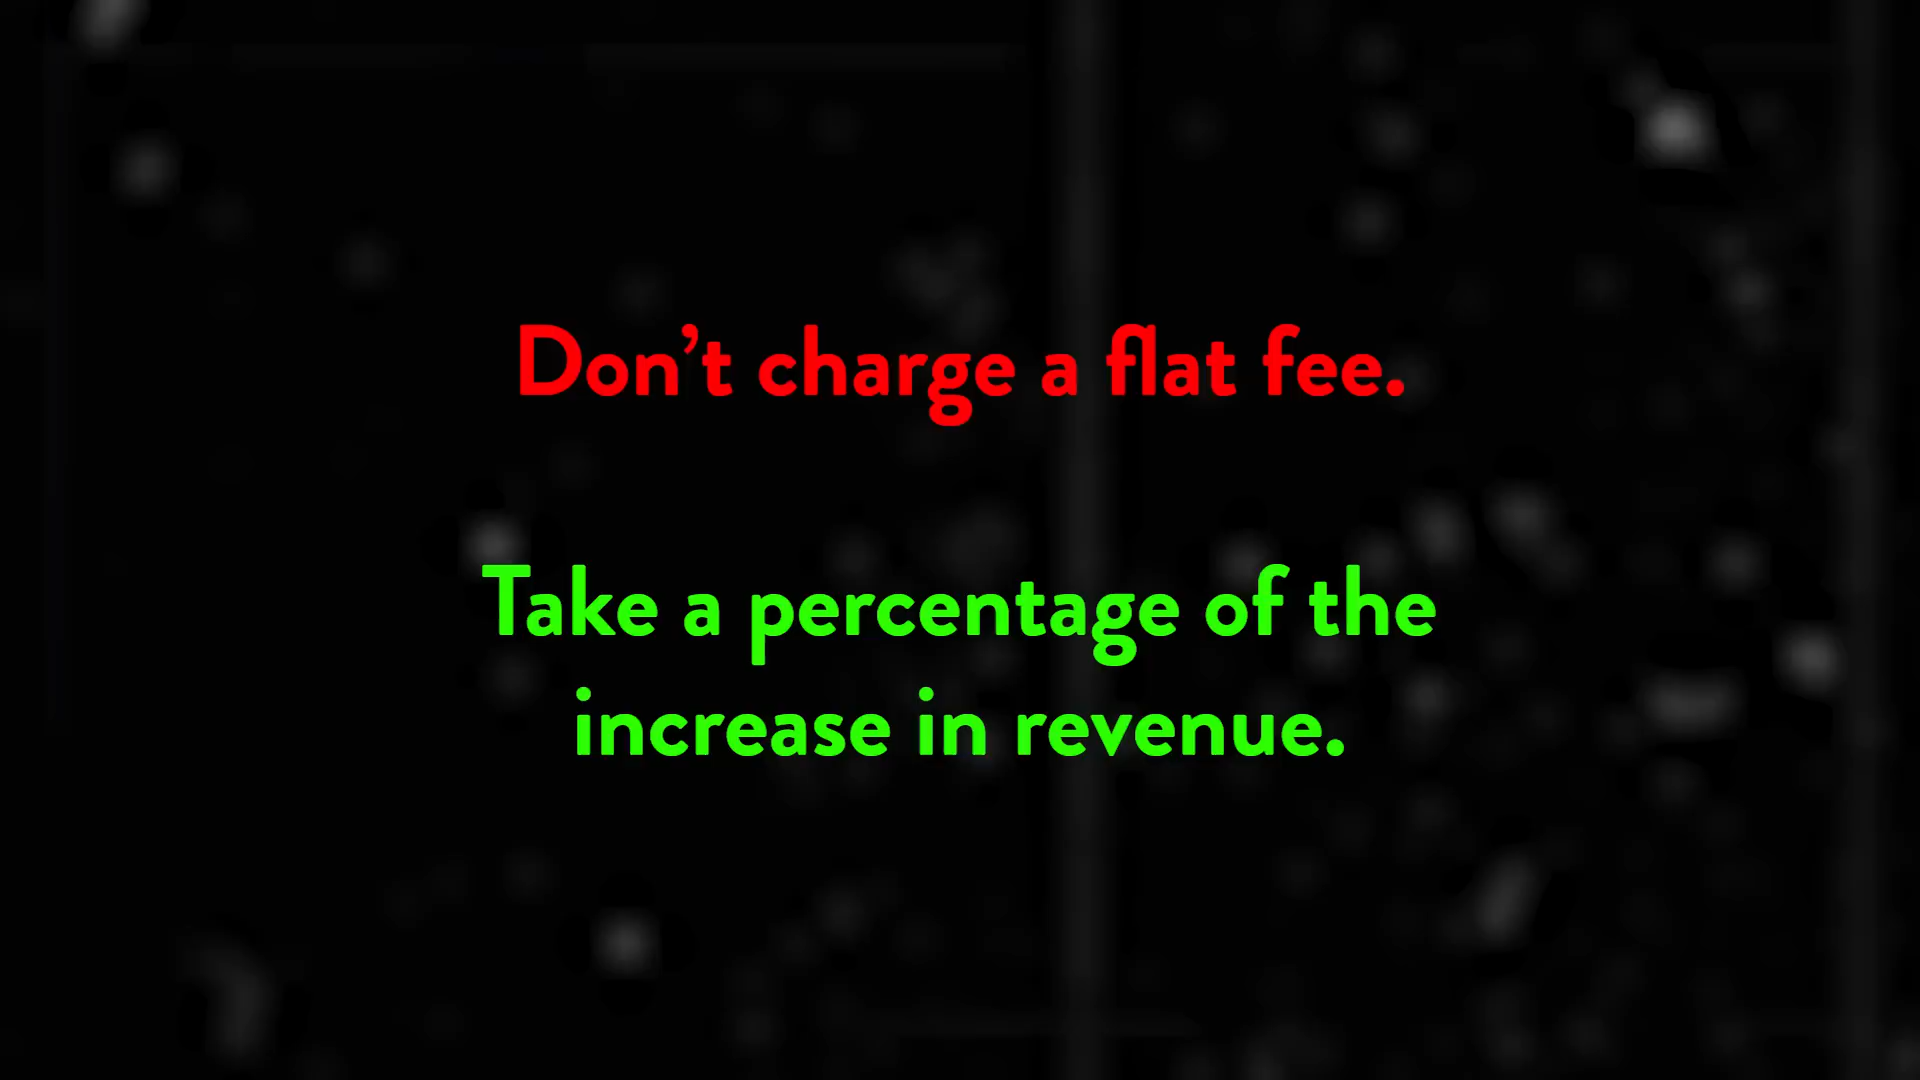 Don’t charge a flat fee.
Take a percentage of the
increase in revenue.